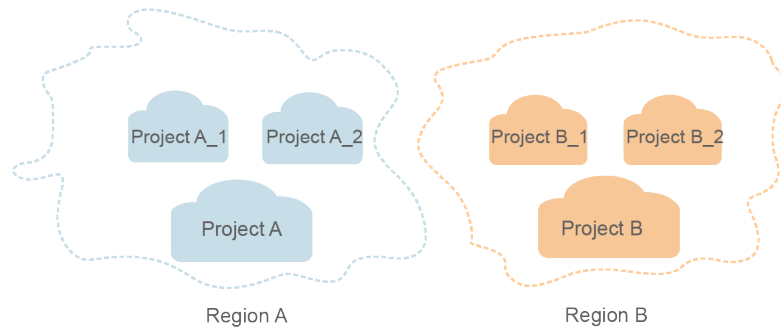 Project A_1
Project A_2
Project A
Region A
Project B_1
Project B_2
Project B
Region B